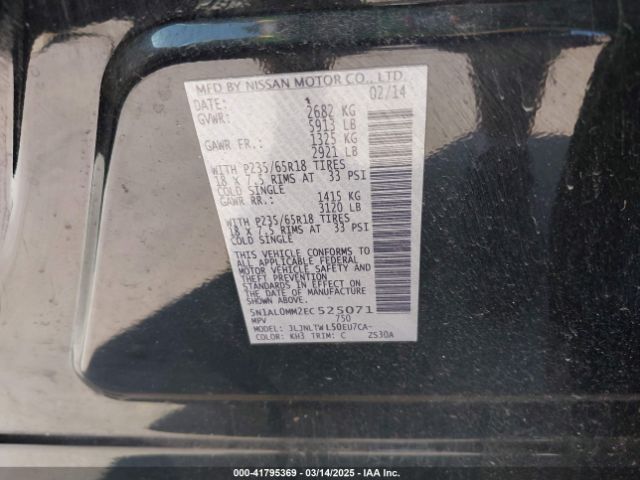 MFD BY NISSAN MOTOR CO., LTD.
DATE: 02/14
GVWR: 2682 KG
5913 LB
GAWR FR.: 1325 KG
2921 LB
WITH P235/65R18 TIRES
18 X 7.5 RIMS AT 33 PSI
COLD SINGLE
GAWR RR.: 1415 KG
3120 LB
WITH P235/65R18 TIRES
18 X 7.5 RIMS AT 33 PSI
COLD SINGLE
THIS VEHICLE CONFORMS TO
ALL APPLICABLE FEDERAL
MOTOR VEHICLE SAFETY AND
THEFT PREVENTION
STANDARDS IN EFFECT ON
THE DATE OF MANUFACTURE
SHOWN ABOVE.
5N1AL0MM2EC525071
MPV 750
MODEL: JLJNLTWL50EU7CA-
COLOR: KH3 TRIM: C ZS30A
00-41795369 - 03/14/2025 - IAA Inc.